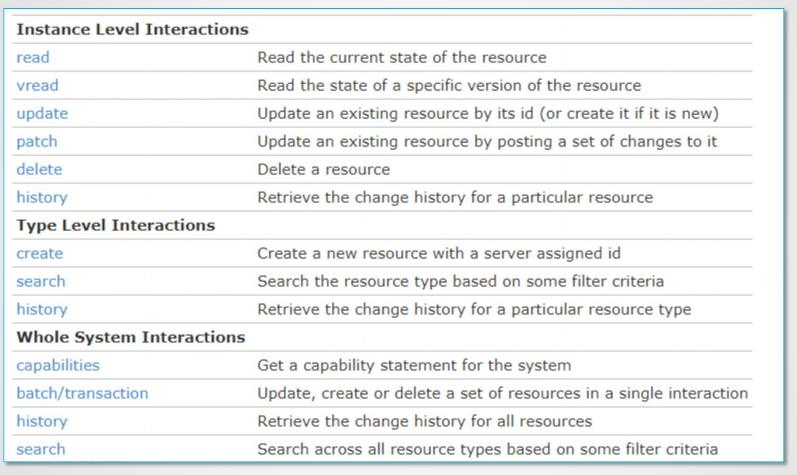 Instance Level Interactions
read Read the current state of the resource
vread Read the state of a specific version of the resource
update Update an existing resource by its id (or create it if it is new)
patch Update an existing resource by posting a set of changes to it
delete Delete a resource
history Retrieve the change history for a particular resource
Type Level Interactions
create Create a new resource with a server assigned id
search Search the resource type based on some filter criteria
history Retrieve the change history for a particular resource type
Whole System Interactions
capabilities Get a capability statement for the system
batch/transaction Update, create or delete a set of resources in a single interaction
history Retrieve the change history for all resources
search Search across all resource types based on some filter criteria